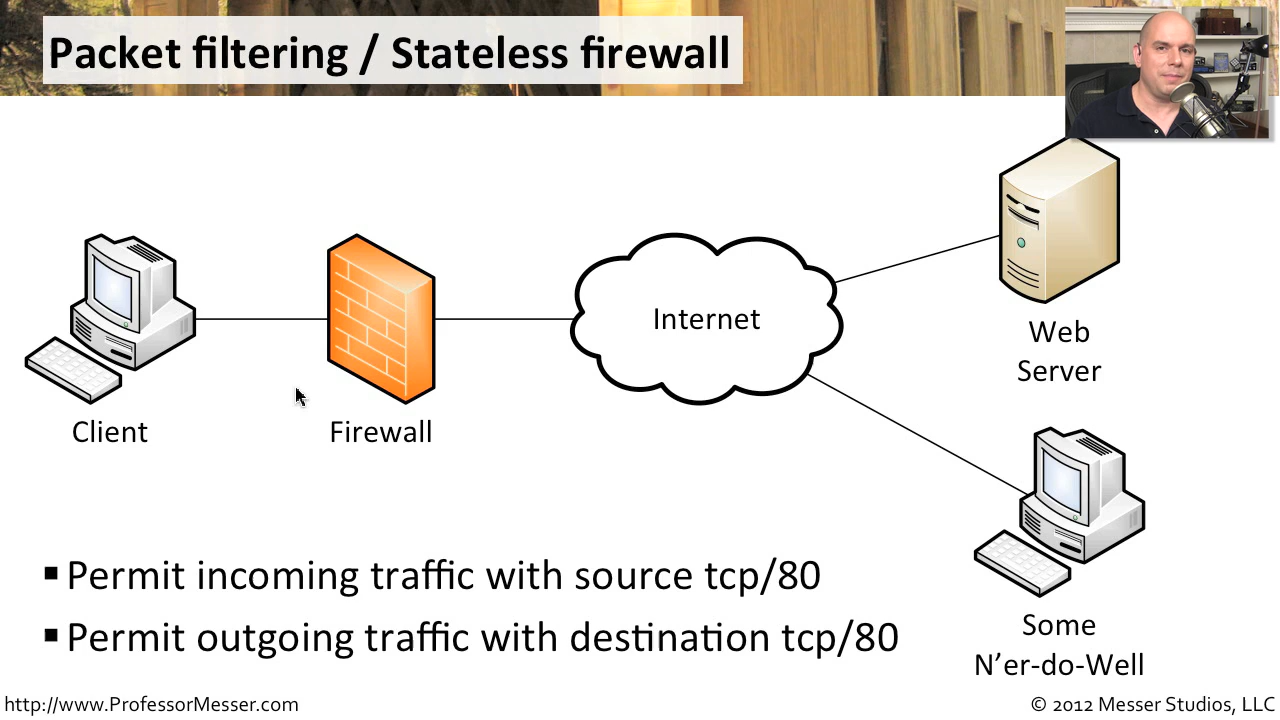 Packet filtering / Stateless firewall
Internet
Web
Server
Client
Firewall
▪ Permit incoming traffic with source tcp/80
▪ Permit outgoing traffic with destination tcp/80
Some
N’er-do-Well
http://www.ProfessorMesser.com
© 2012 Messer Studios, LLC